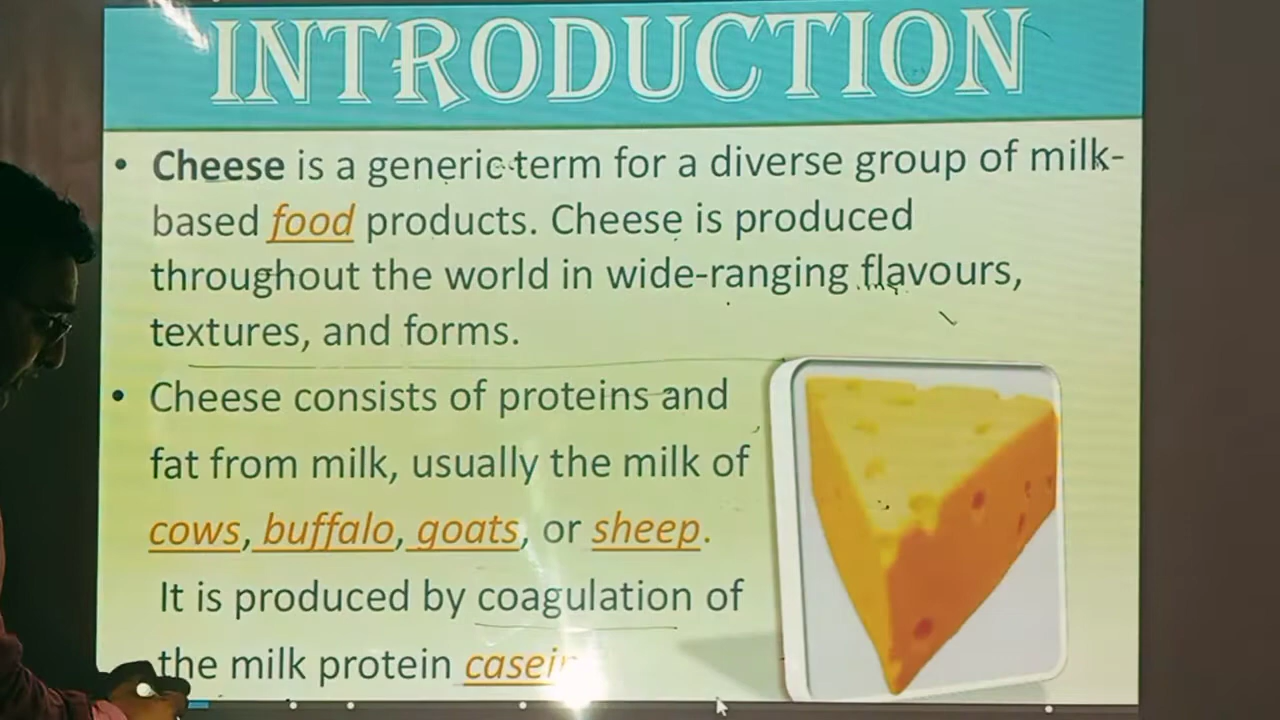 INTRODUCTION
• Cheese is a generic term for a diverse group of milk-
based food products. Cheese is produced
throughout the world in wide-ranging flavours,
textures, and forms.
• Cheese consists of proteins and
fat from milk, usually the milk of
cows, buffalo, goats, or sheep.
It is produced by coagulation of
the milk protein